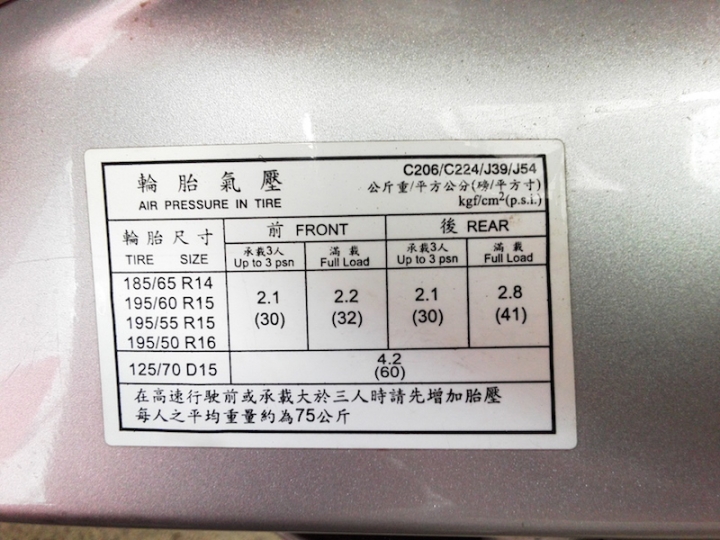 輪胎氣壓
AIR PRESSURE IN TIRE
C206/C224/J39/J54
公斤重/平方公分(磅/平方寸)
kgf/cm²(p.s.i.)
輪胎尺寸
TIRE SIZE
前 FRONT
後 REAR
承載3人
Up to 3 psn
滿載
Full Load
承載3人
Up to 3 psn
滿載
Full Load
185/65 R14
195/60 R15
195/55 R15
195/50 R16
2.1
(30)
2.2
(32)
2.1
(30)
2.8
(41)
125/70 D15
4.2
(60)
在高速行駛前或承載大於三人時請先增加胎壓
每人之平均重量約為75公斤